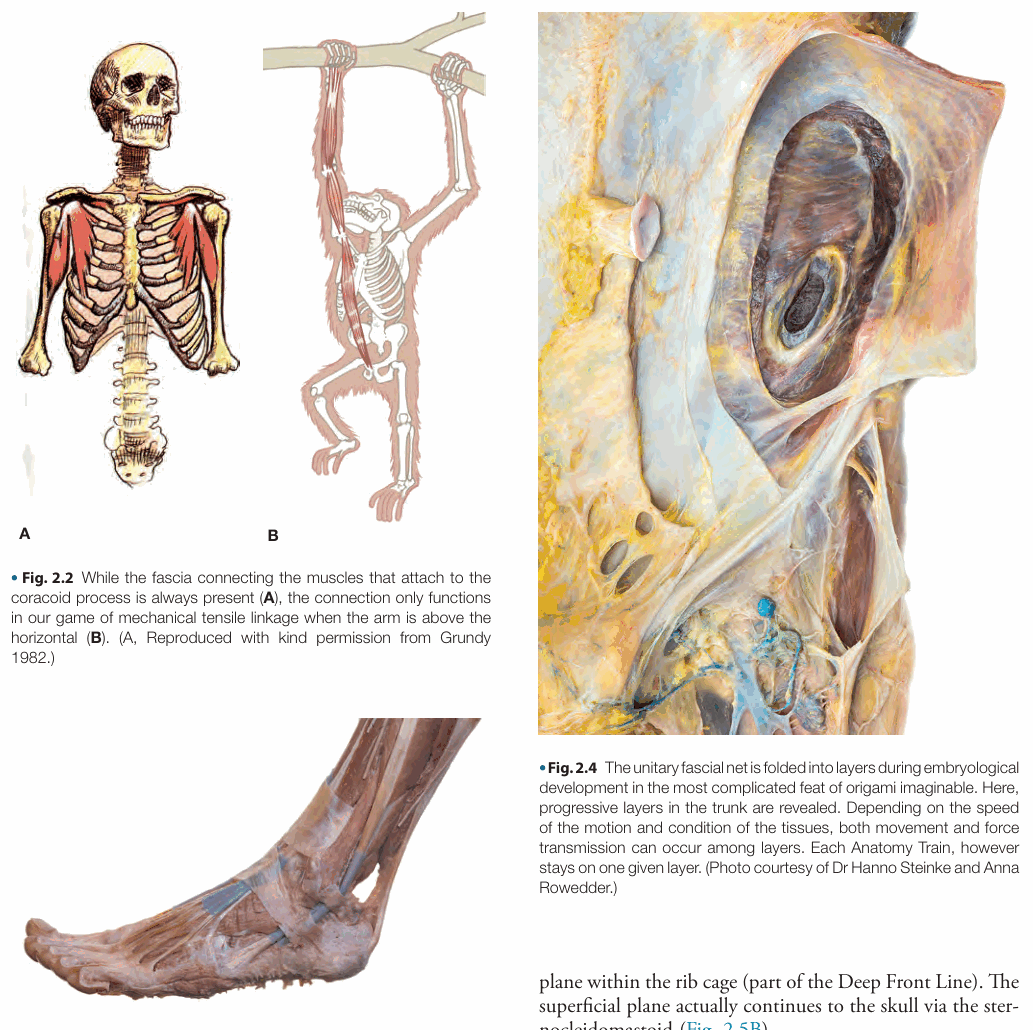 A
B
• Fig. 2.2 While the fascia connecting the muscles that attach to the
coracoid process is always present (A), the connection only functions
in our game of mechanical tensile linkage when the arm is above the
horizontal (B). (A, Reproduced with kind permission from Grundy
1982.)
• Fig. 2.4 The unitary fascial net is folded into layers during embryological
development in the most complicated feat of origami imaginable. Here,
progressive layers in the trunk are revealed. Depending on the speed
of the motion and condition of the tissues, both movement and force
transmission can occur among layers. Each Anatomy Train, however
stays on one given layer. (Photo courtesy of Dr Hanno Steinke and Anna
Rowedder.)
plane within the rib cage (part of the Deep Front Line). The
superficial plane actually continues to the skull via the ster-
nocleidomastoid (Fig. 2.5B)